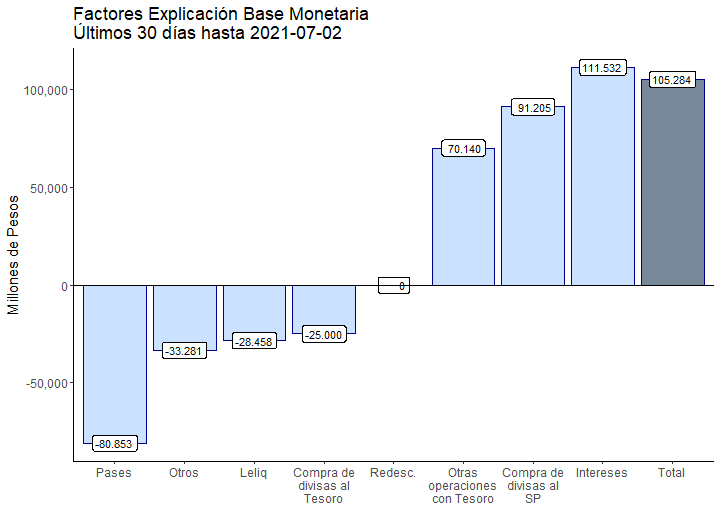 Factores Explicación Base Monetaria
Últimos 30 días hasta 2021-07-02
Millones de Pesos
100,000
50,000
0
-50,000
-80.853
-33.281
-28.458
-25.000
0
70.140
91.205
111.532
105.284
Pases
Otros
Leliq
Compra de
divisas al
Tesoro
Redesc.
Otras
operaciones
con Tesoro
Compra de
divisas al
SP
Intereses
Total